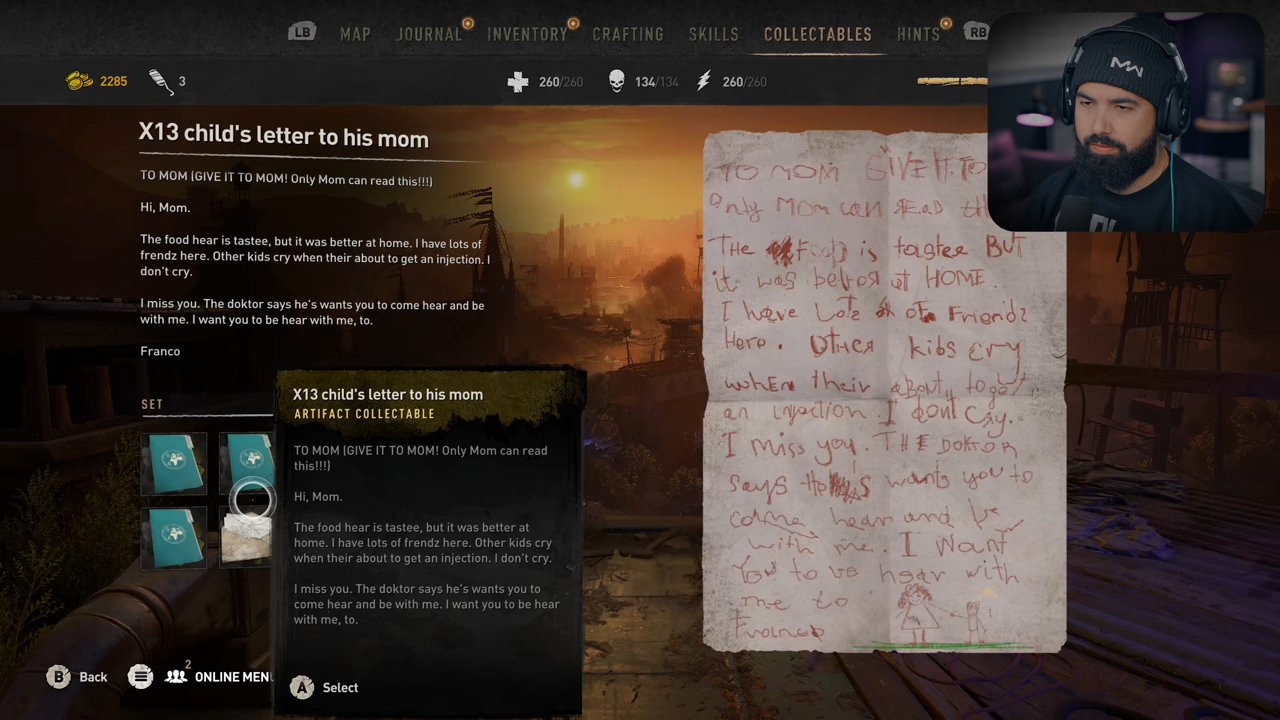 LB MAP JOURNAL INVENTORY CRAFTING SKILLS COLLECTABLES HINTS RB
2285 3 260/260 134/134 260/260
X13 child's letter to his mom
TO MOM (GIVE IT TO MOM! Only Mom can read this!!!)
Hi, Mom.
The food hear is tastee, but it was better at home. I have lots of
frendz here. Other kids cry when their about to get an injection. I
don't cry.
I miss you. The doktor says he's wants you to come hear and be
with me. I want you to be hear with me, to.
Franco
SET
X13 child's letter to his mom
ARTIFACT COLLECTABLE
TO MOM (GIVE IT TO MOM! Only Mom can read
this!!!)
Hi, Mom.
The food hear is tastee, but it was better at
home. I have lots of frendz here. Other kids cry
when their about to get an injection. I don't cry.
I miss you. The doktor says he's wants you to
come hear and be with me. I want you to be hear
with me, to.
A Select
B Back
2
ONLINE MENU
TO MOM GIVE IT TO
Only MOM can READ
THE Food is tastee BUT
it was at HOME.
I have Lots of Friendz
Here. OTHER kids cry
wHEN their about to get
an injection. I dont Cry.
I miss you. THE DOKTOR
says wants you to
come hear and be
with me. I want
You to be hear with
me to
Franco